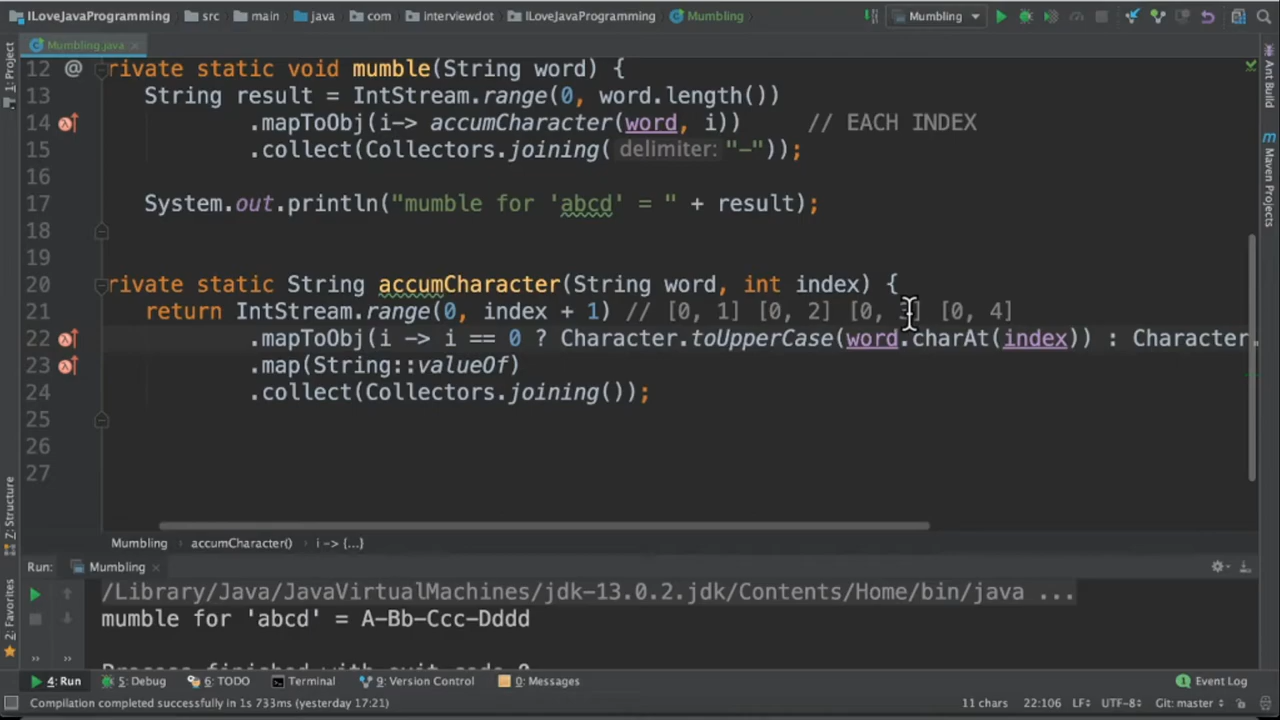 ILoveJavaProgramming src main java com interviewdot ILoveJavaProgramming Mumbling Mumbling
Mumbling.java
1: Project
Ant Build
Maven Projects
Z: Structure
2: Favorites
12 @ rivate static void mumble(String word) {
13 String result = IntStream.range(0, word.length())
14 .mapToObj(i-> accumCharacter(word, i)) // EACH INDEX
15 .collect(Collectors.joining( delimiter: "-"));
16
17 System.out.println("mumble for 'abcd' = " + result);
18
19
20 rivate static String accumCharacter(String word, int index) {
21 return IntStream.range(0, index + 1) // [0, 1] [0, 2] [0, ] [0, 4]
22 .mapToObj(i -> i == 0 ? Character.toUpperCase(word.charAt(index)) : Character.
23 .map(String::valueOf)
24 .collect(Collectors.joining());
25
26
27
Mumbling accumCharacter() i -> {...}
Run: Mumbling
/Library/Java/JavaVirtualMachines/jdk-13.0.2.jdk/Contents/Home/bin/java ...
mumble for 'abcd' = A-Bb-Ccc-Dddd
Process finished with exit code 0
4: Run 5: Debug 6: TODO Terminal 9: Version Control 0: Messages 1 Event Log
Compilation completed successfully in 1s 733ms (yesterday 17:21) 11 chars 22:106 LF÷ UTF-8÷ Git: master÷